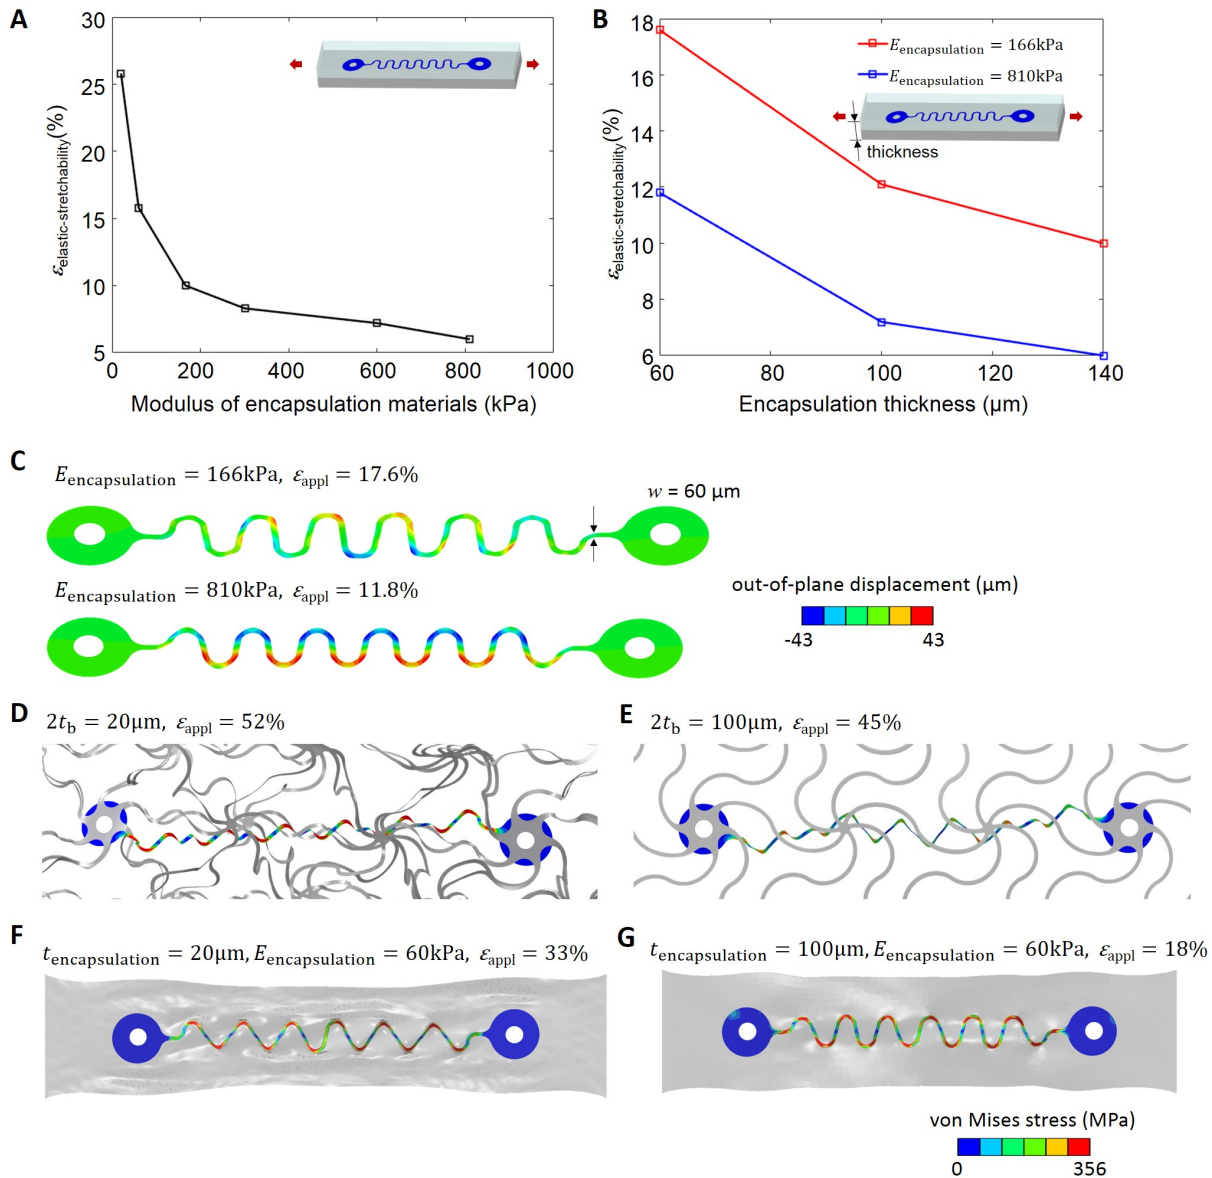 A
30
25
20
15
10
5
0
200
400
600
800
1000
ε_elastic-stretchability(%)
Modulus of encapsulation materials (kPa)
B
18
16
14
12
10
8
6
60
80
100
120
140
ε_elastic-stretchability(%)
Encapsulation thickness (μm)
E_encapsulation = 166kPa
E_encapsulation = 810kPa
thickness
C
E_encapsulation = 166kPa, ε_appl = 17.6%
w = 60 μm
E_encapsulation = 810kPa, ε_appl = 11.8%
out-of-plane displacement (μm)
-43
43
D
2t_b = 20μm, ε_appl = 52%
E
2t_b = 100μm, ε_appl = 45%
F
t_encapsulation = 20μm, E_encapsulation = 60kPa, ε_appl = 33%
G
t_encapsulation = 100μm, E_encapsulation = 60kPa, ε_appl = 18%
von Mises stress (MPa)
0
356